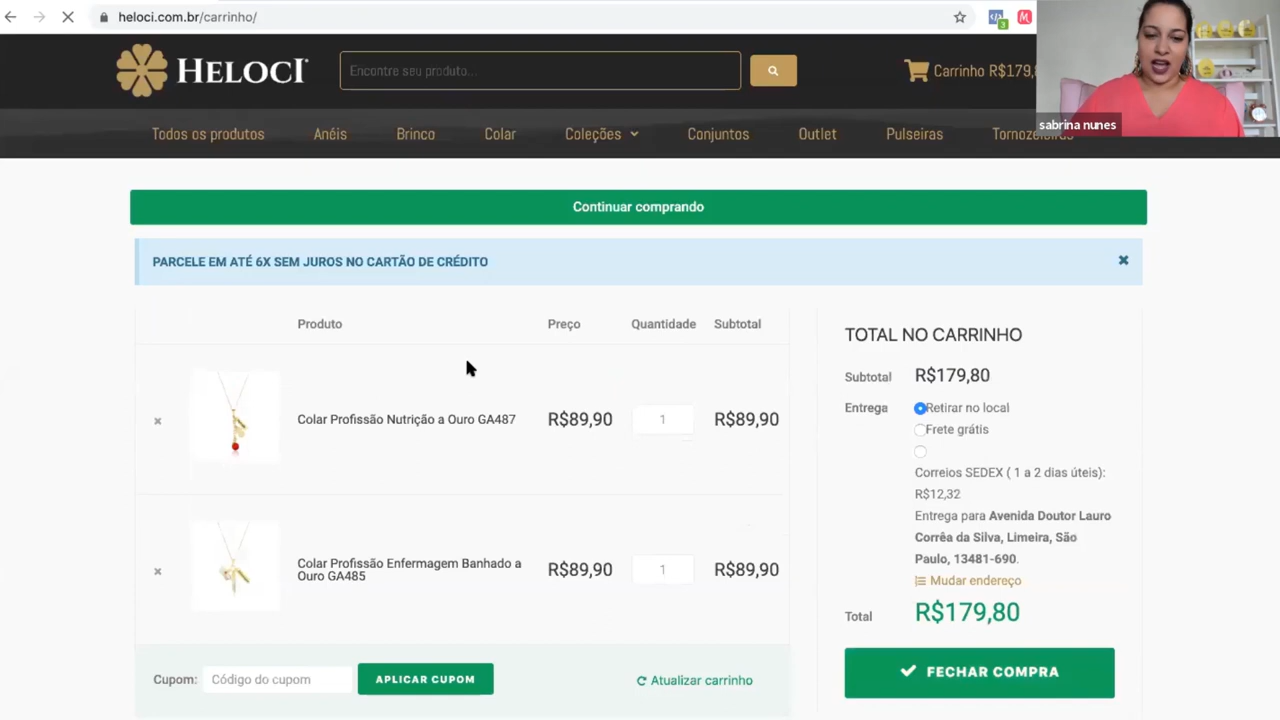 heloci.com.br/carrinho/
3
M
HELOCI
Encontre seu produto...
Carrinho R$179,
sabrina nunes
Todos os produtos
Anéis
Brinco
Colar
Coleções
Conjuntos
Outlet
Pulseiras
Tornozeleiras
Continuar comprando
PARCELE EM ATÉ 6X SEM JUROS NO CARTÃO DE CRÉDITO
Produto
Preço
Quantidade
Subtotal
Colar Profissão Nutrição a Ouro GA487
R$89,90
1
R$89,90
Colar Profissão Enfermagem Banhado a
Ouro GA485
R$89,90
1
R$89,90
Cupom:
Código do cupom
APLICAR CUPOM
Atualizar carrinho
TOTAL NO CARRINHO
Subtotal
R$179,80
Entrega
Retirar no local
Frete grátis
Correios SEDEX ( 1 a 2 dias úteis):
R$12,32
Entrega para Avenida Doutor Lauro
Corrêa da Silva, Limeira, São
Paulo, 13481-690.
Mudar endereço
Total
R$179,80
FECHAR COMPRA